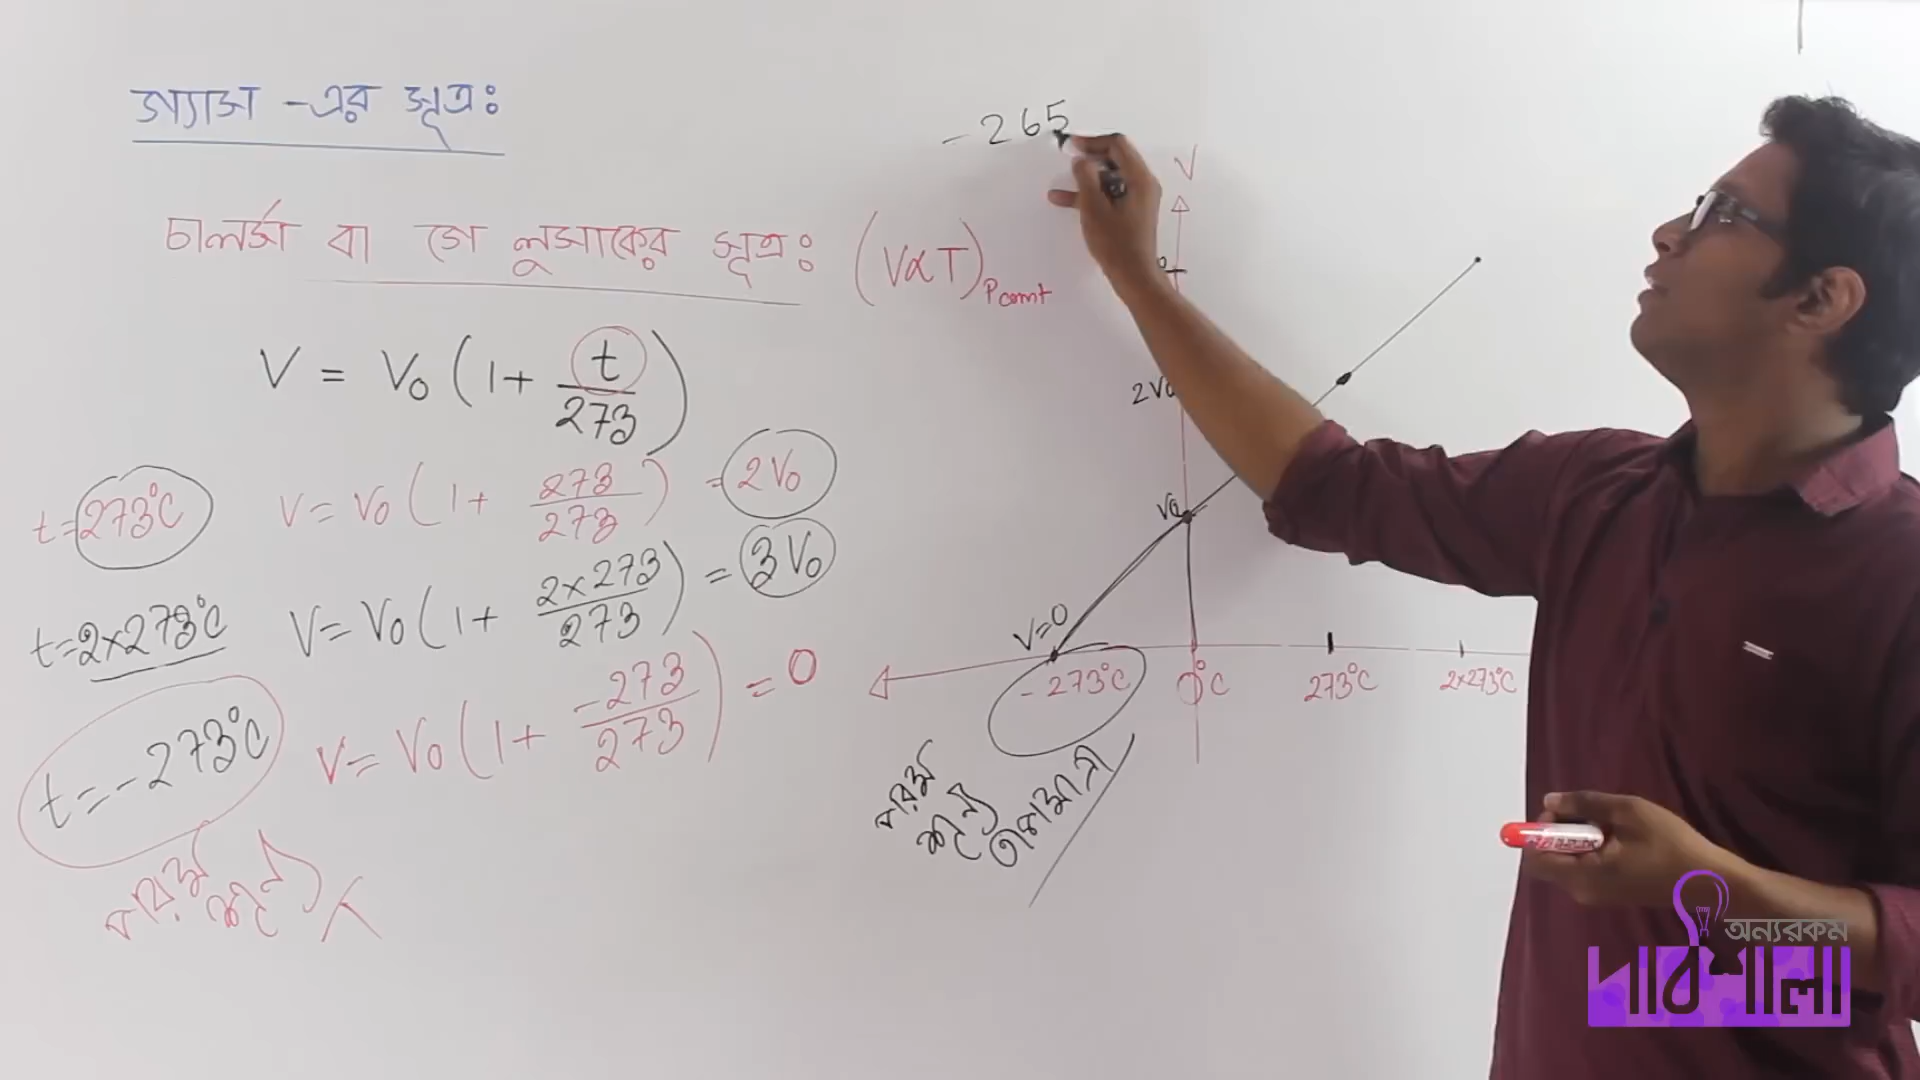 গ্যাস -এর সূত্রঃ
চার্লস বা গে লুসাকের সূত্রঃ (V∝T)P const
V = V₀ (1 + t/273)
t=273°C V = V₀ (1 + 273/273) = 2V₀
t=2×273°C V = V₀ (1 + 2×273/273) = 3V₀
t=-273°C V = V₀ (1 + -273/273) = 0
পরম শূন্য
-265
V
2V₀
V₀
V=0
-273°C 0°C 273°C 2×273°C
পরম শূন্য তাপমাত্রা
অন্যরকম
পাঠশালা